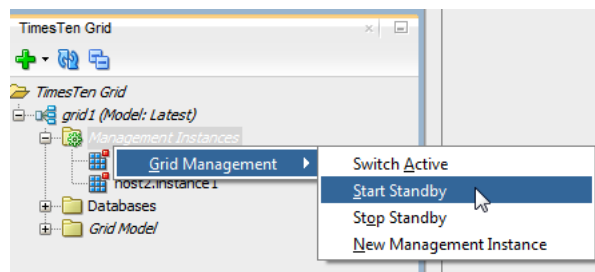 TimesTen Grid
TimesTen Grid
grid1 (Model: Latest)
Management Instances
Grid Management
host2.instance1
Databases
Grid Model
Switch Active
Start Standby
Stop Standby
New Management Instance